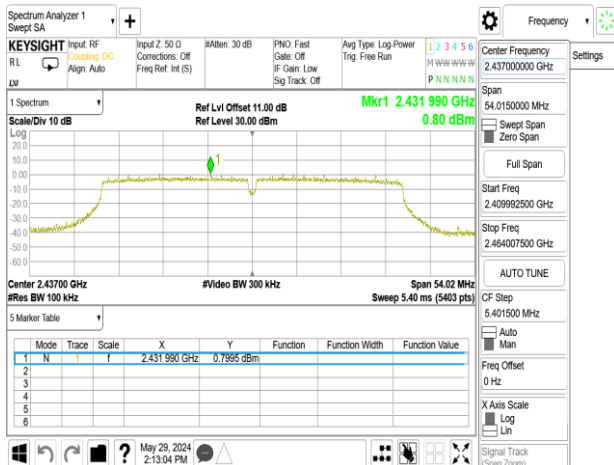 Spectrum Analyzer 1
Swept SA
Frequency
Settings
KEYSIGHT
RL
LXI
Input: RF
Coupling: DC
Align: Auto
Input Z: 50 Ω
Corrections: Off
Freq Ref: Int (S)
#Atten: 30 dB
PNO: Fast
Gate: Off
IF Gain: Low
Sig Track: Off
Avg Type: Log-Power
Trig: Free Run
1 2 3 4 5 6
M W W W W W
P N N N N N
1 Spectrum
Scale/Div 10 dB
Ref Lvl Offset 11.00 dB
Ref Level 30.00 dBm
Mkr1 2.431 990 GHz
0.80 dBm
Log
20.0
10.0
0.00
-10.0
-20.0
-30.0
-40.0
-50.0
-60.0
1
Center 2.43700 GHz
#Res BW 100 kHz
#Video BW 300 kHz
Span 54.02 MHz
Sweep 5.40 ms (5403 pts)
5 Marker Table
Mode Trace Scale X Y Function Function Width Function Value
1 N 1 f 2.431 990 GHz 0.7995 dBm
2
3
4
5
6
May 29, 2024
2:13:04 PM
Center Frequency
2.437000000 GHz
Span
54.0150000 MHz
Swept Span
Zero Span
Full Span
Start Freq
2.409992500 GHz
Stop Freq
2.464007500 GHz
AUTO TUNE
CF Step
5.401500 MHz
Auto
Man
Freq Offset
0 Hz
X Axis Scale
Log
Lin
Signal Track
(Span Zoom)